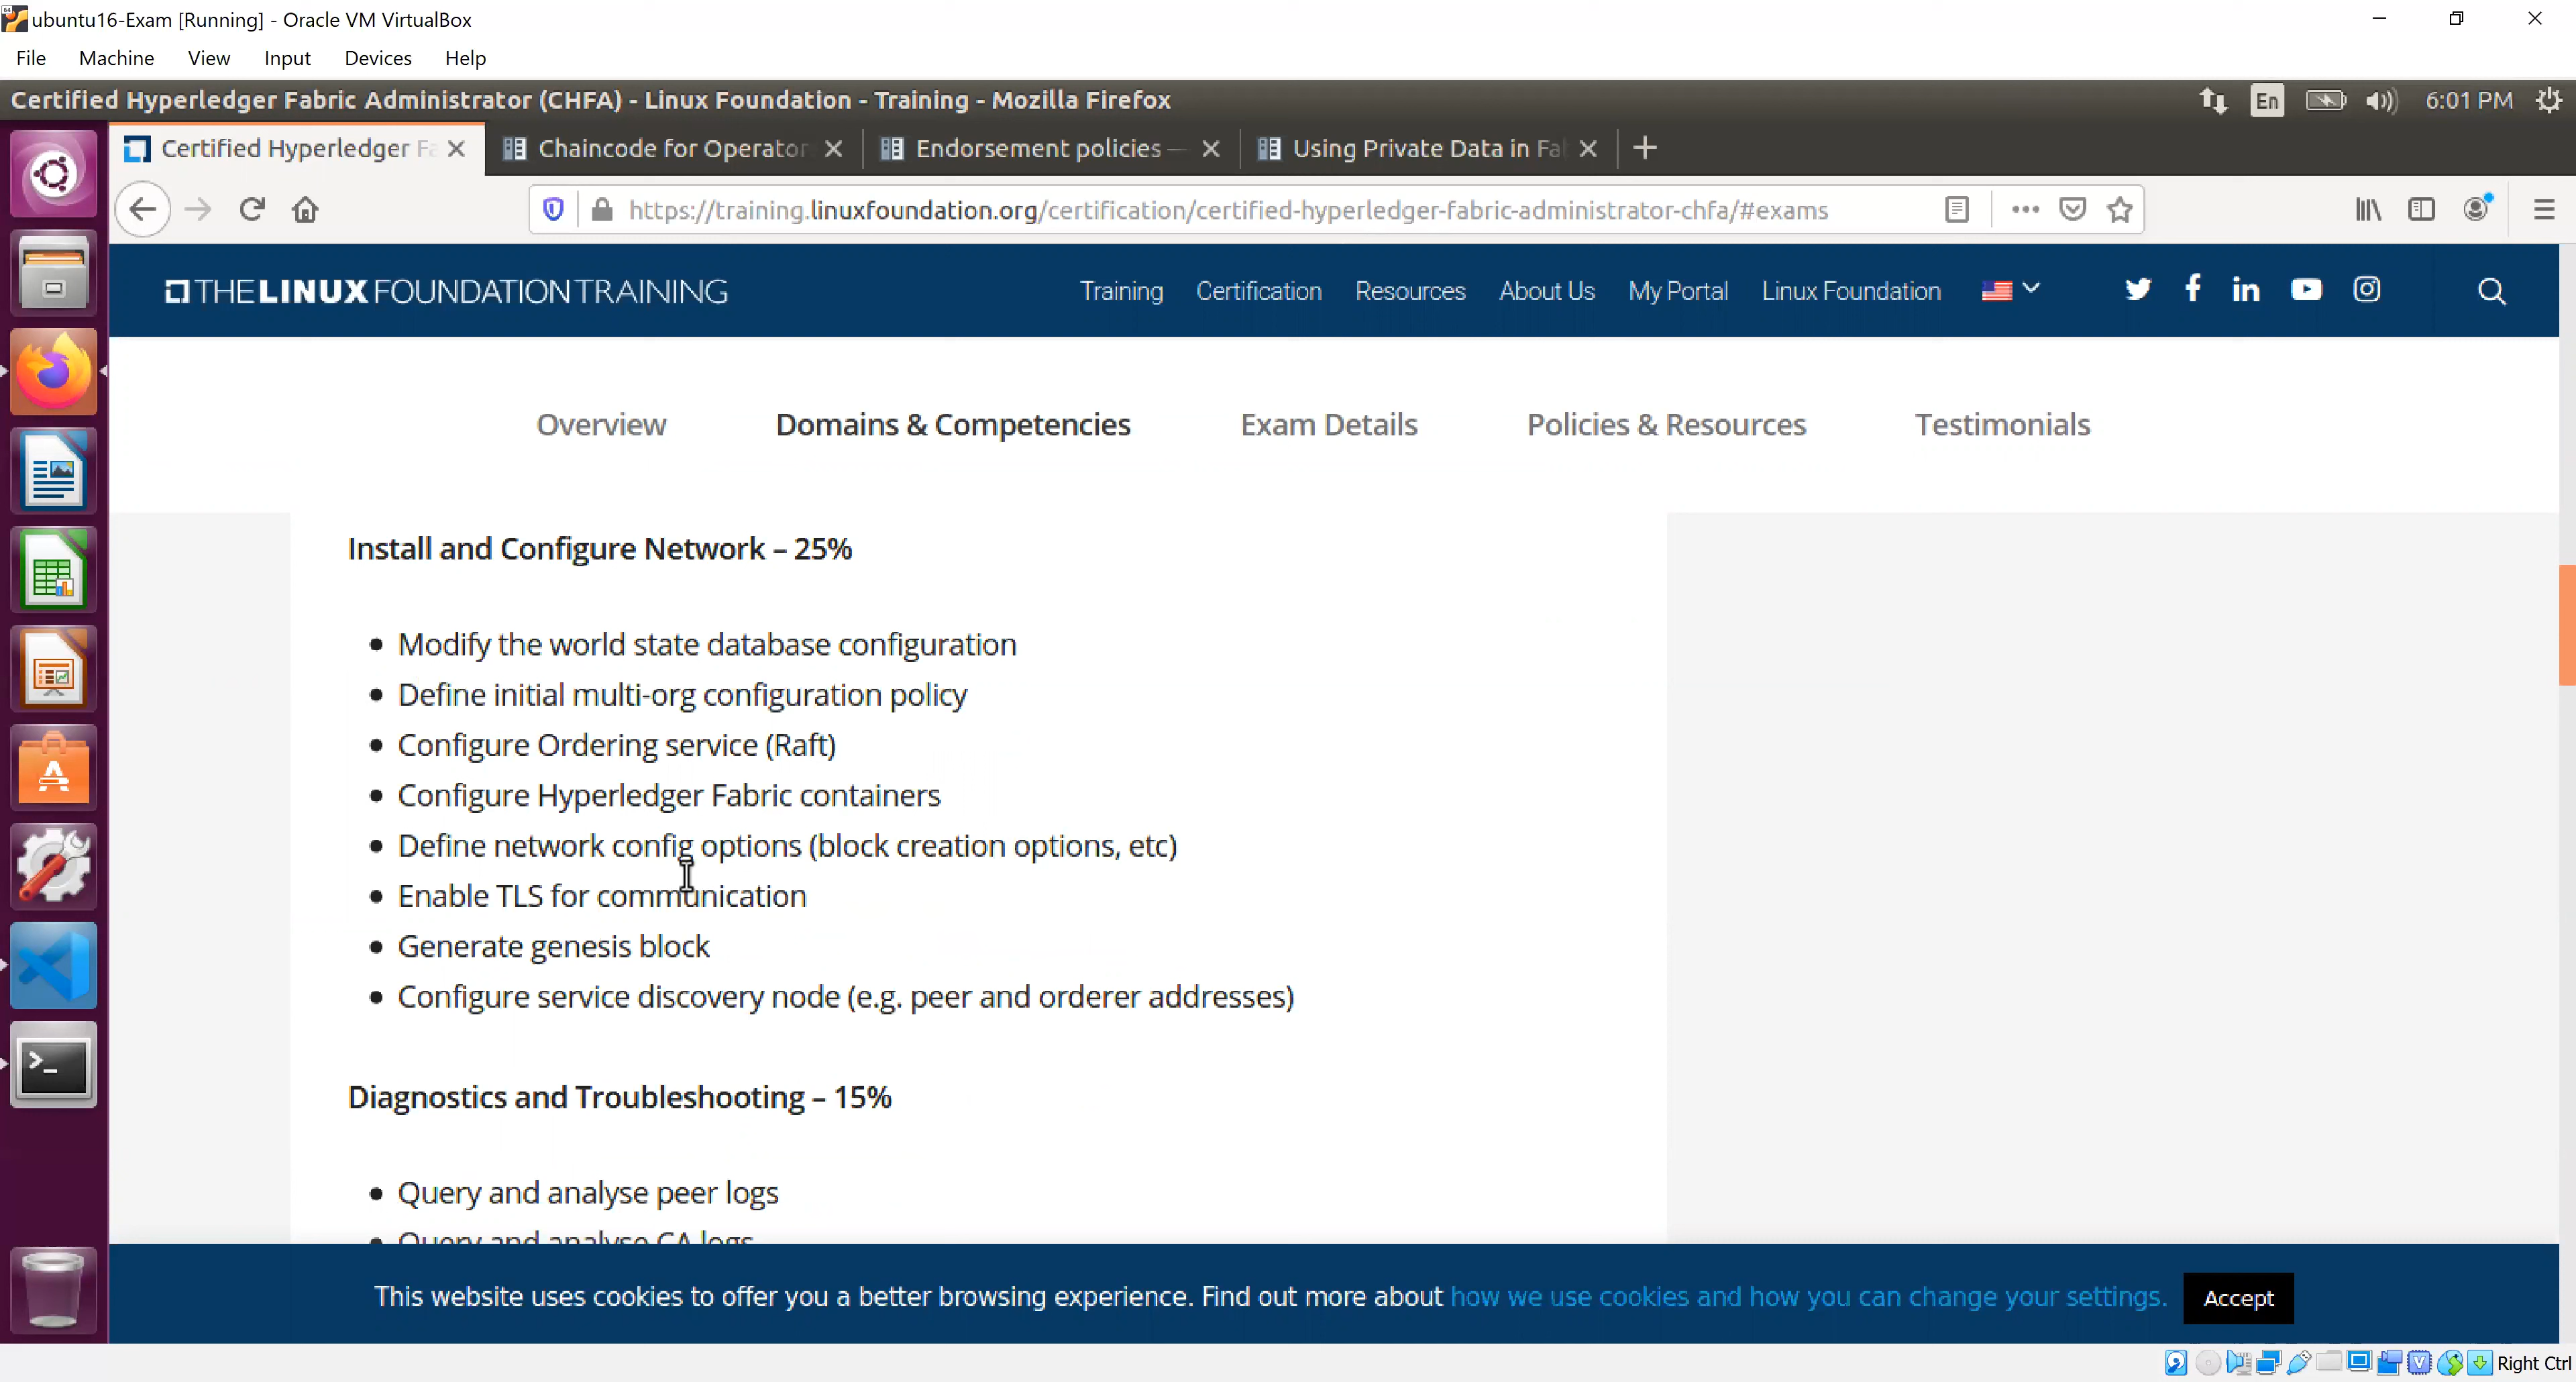 ubuntu16-Exam [Running] - Oracle VM VirtualBox
File Machine View Input Devices Help
Certified Hyperledger Fabric Administrator (CHFA) - Linux Foundation - Training - Mozilla Firefox
En 6:01 PM
Certified Hyperledger Fa
Chaincode for Operator
Endorsement policies —
Using Private Data in Fa
https://training.linuxfoundation.org/certification/certified-hyperledger-fabric-administrator-chfa/#exams
THE LINUX FOUNDATION TRAINING
Training Certification Resources About Us My Portal Linux Foundation
Overview Domains & Competencies Exam Details Policies & Resources Testimonials
Install and Configure Network – 25%
Modify the world state database configuration
Define initial multi-org configuration policy
Configure Ordering service (Raft)
Configure Hyperledger Fabric containers
Define network config options (block creation options, etc)
Enable TLS for communication
Generate genesis block
Configure service discovery node (e.g. peer and orderer addresses)
Diagnostics and Troubleshooting – 15%
Query and analyse peer logs
Query and analyse CA logs
This website uses cookies to offer you a better browsing experience. Find out more about how we use cookies and how you can change your settings. Accept
Right Ctrl